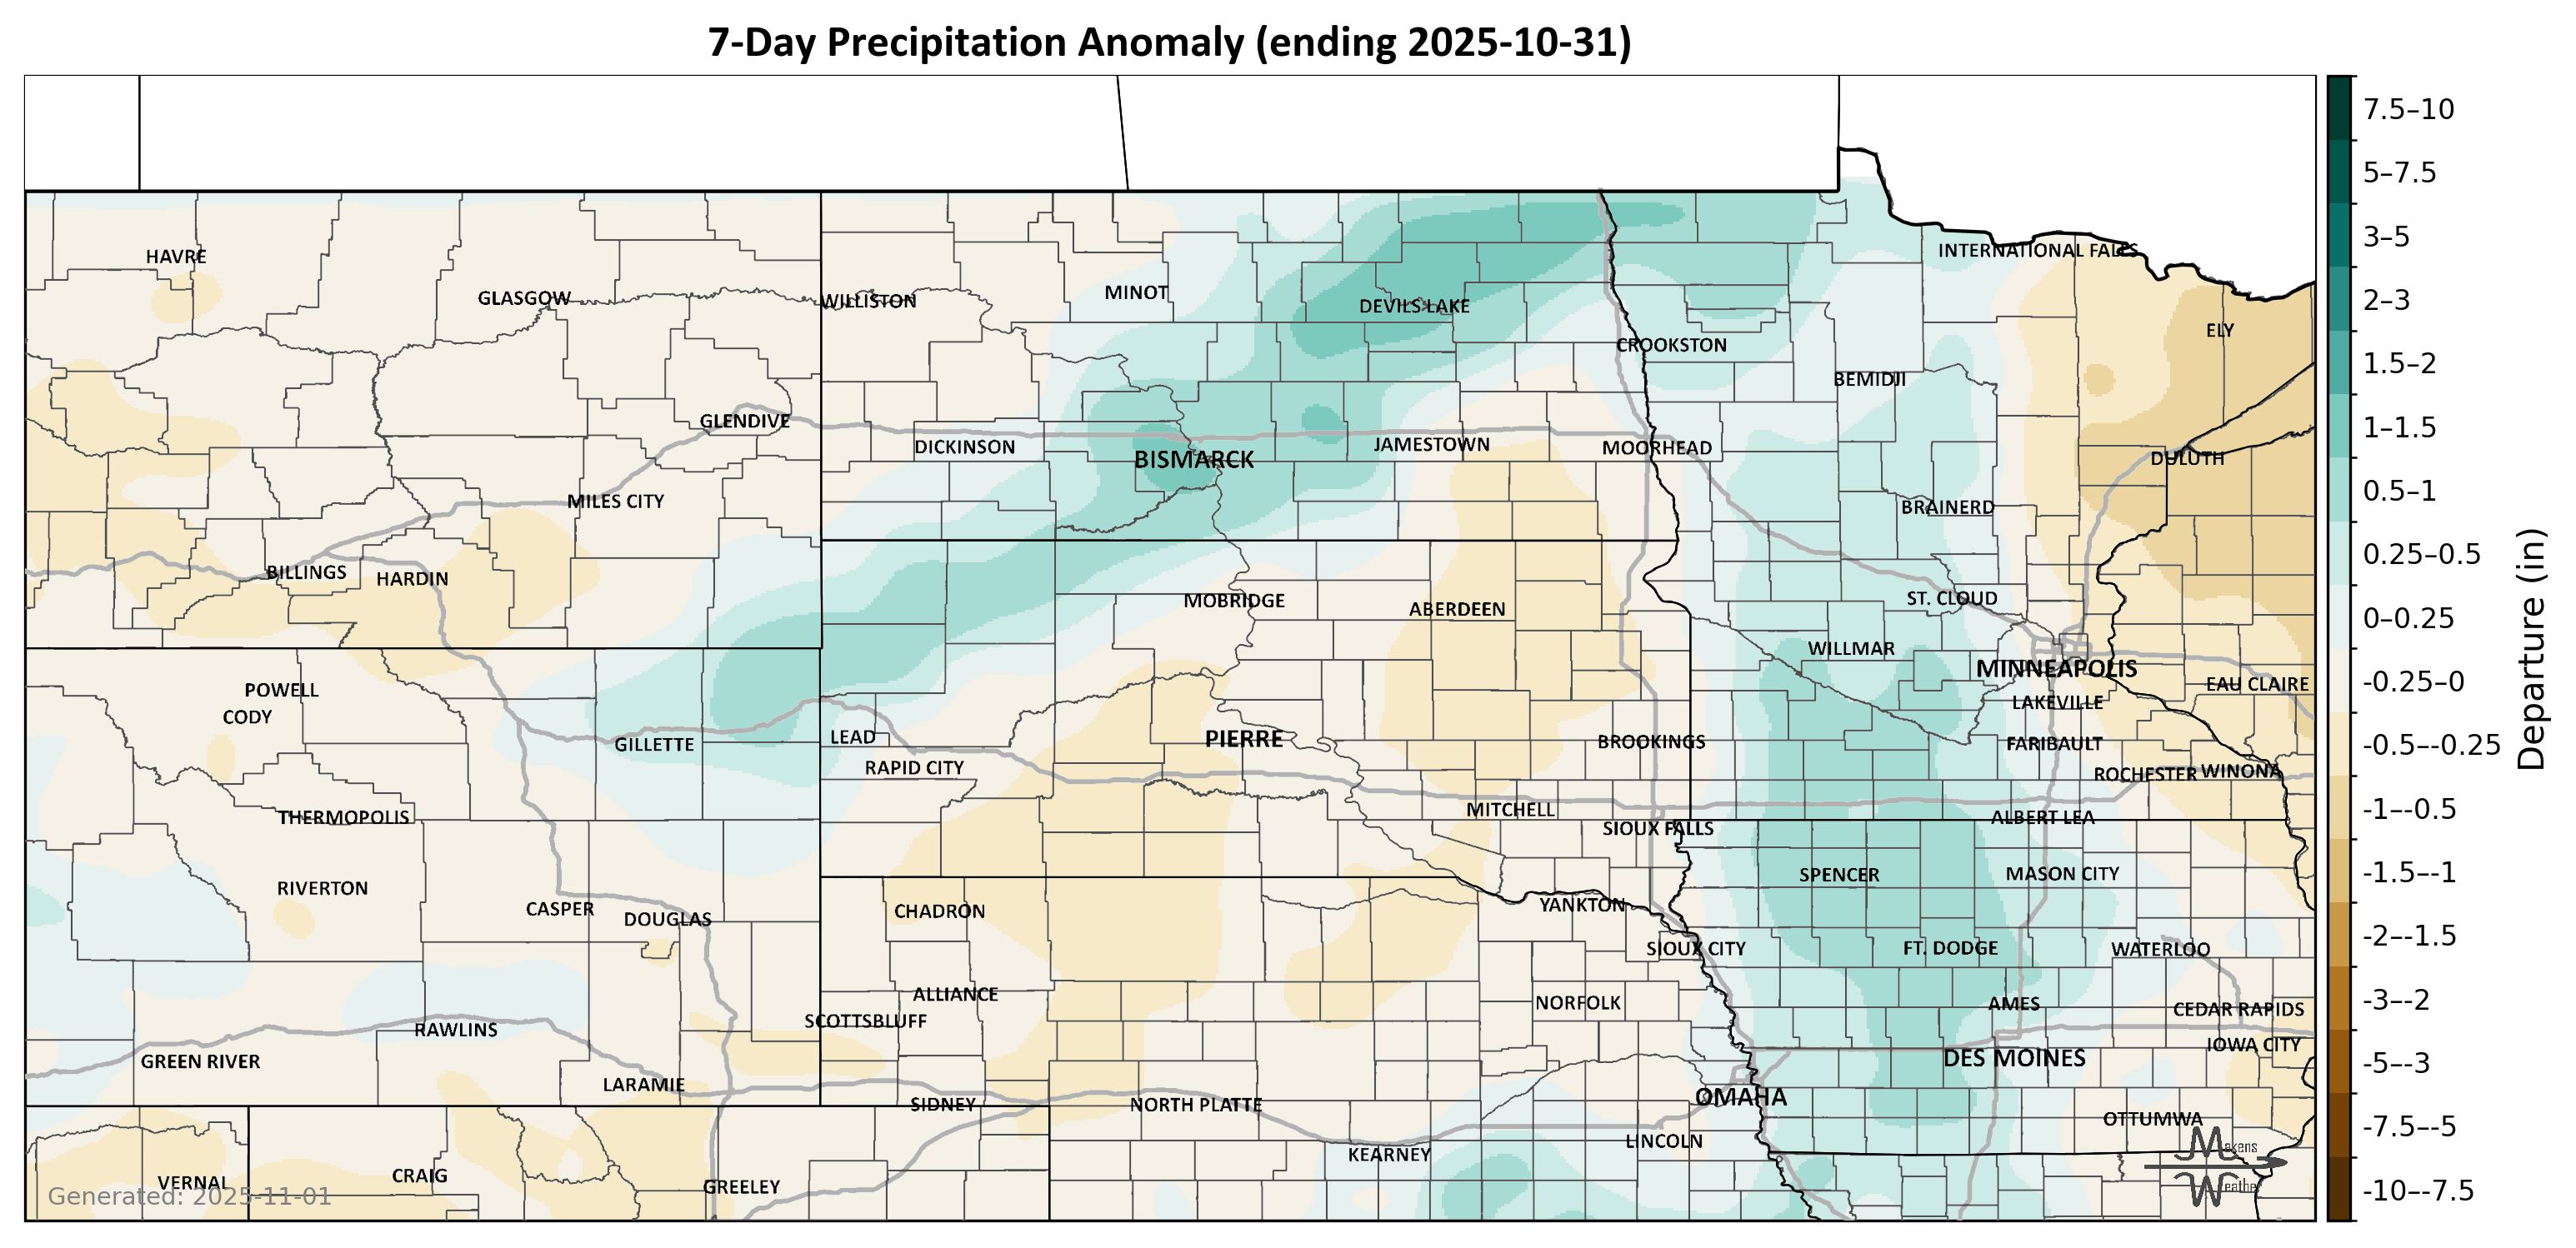 7-Day Precipitation Anomaly (ending 2025-10-31)
HAVRE
GLASGOW
WILLISTON
MINOT
DEVILS LAKE
INTERNATIONAL FALLS
ELY
CROOKSTON
BEMIDJI
GLENDIVE
DICKINSON
BISMARCK
JAMESTOWN
MOORHEAD
DULUTH
MILES CITY
BRAINERD
BILLINGS
HARDIN
MOBRIDGE
ABERDEEN
ST. CLOUD
WILLMAR
MINNEAPOLIS
EAU CLAIRE
POWELL
CODY
LAKEVILLE
GILLETTE
LEAD
PIERRE
BROOKINGS
FARIBAULT
RAPID CITY
ROCHESTER
WINONA
THERMOPOLIS
MITCHELL
ALBERT LEA
SIOUX FALLS
RIVERTON
SPENCER
MASON CITY
CASPER
DOUGLAS
CHADRON
YANKTON
SIOUX CITY
FT. DODGE
WATERLOO
ALLIANCE
NORFOLK
AMES
CEDAR RAPIDS
SCOTTSBLUFF
RAWLINS
IOWA CITY
GREEN RIVER
DES MOINES
LARAMIE
SIDNEY
NORTH PLATTE
OMAHA
OTTUMWA
LINCOLN
KEARNEY
VERNAL
CRAIG
GREELEY
Generated: 2025-11-01
Makens
Weather
7.5–10
5–7.5
3–5
2–3
1.5–2
1–1.5
0.5–1
0.25–0.5
0–0.25
-0.25–0
-0.5–-0.25
-1–-0.5
-1.5–-1
-2–-1.5
-3–-2
-5–-3
-7.5–-5
-10–-7.5
Departure (in)